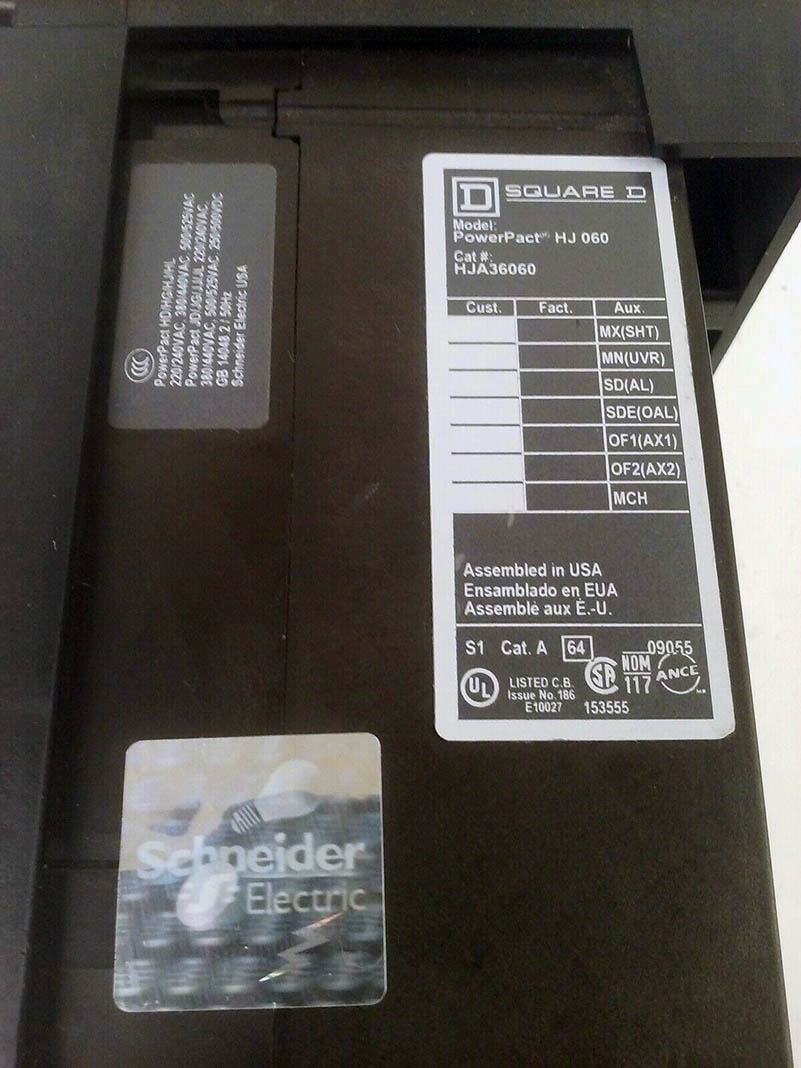 PowerPact HD/HG/HJ/HL
220/240VAC, 380/440VAC, 500/525VAC
PowerPact JD/JG/JJ/JL 220/240VAC,
380/440VAC, 500/525VAC, 250/500VDC
GB 14048 2 / 50Hz
Schneider Electric USA
D SQUARE D
Model:
PowerPact HJ 060
Cat #:
HJA36060
Cust. Fact. Aux.
MX(SHT)
MN(UVR)
SD(AL)
SDE(OAL)
OF1(AX1)
OF2(AX2)
MCH
Assembled in USA
Ensamblado en EUA
Assemblé aux É.-U.
S1 Cat. A 64 09055
UL LISTED C.B. SA NOM ANCE
Issue No.186 117
E10027 153555
Schneider
Electric